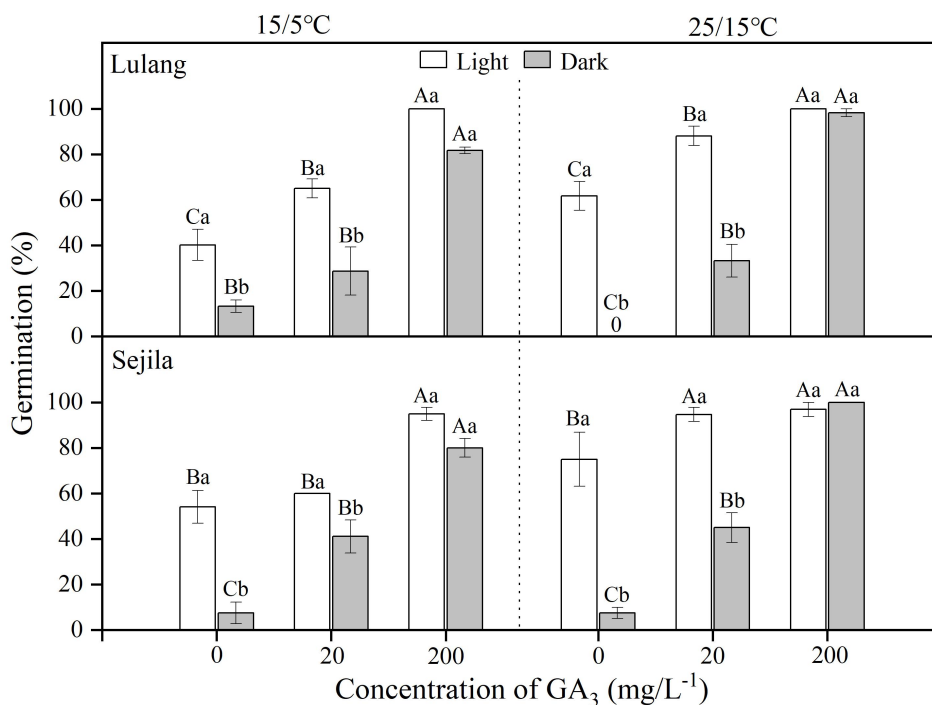 15/5℃ 25/15℃
Lulang
Light Dark
Germination (%)
100
80
60
40
20
0
Ca Bb Ba Bb Aa Aa
Ca Cb 0 Ba Bb Aa Aa
Sejila
100
80
60
40
20
0
Ba Cb Ba Bb Aa Aa
Ba Cb Aa Bb Aa Aa
0 20 200 0 20 200
Concentration of GA₃ (mg/L⁻¹)